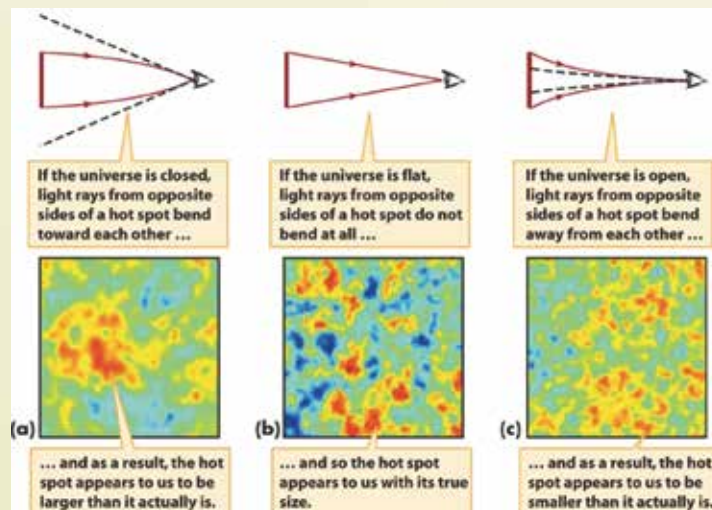 If the universe is closed,
light rays from opposite
sides of a hot spot bend
toward each other ...
If the universe is flat,
light rays from opposite
sides of a hot spot do not
bend at all ...
If the universe is open,
light rays from opposite
sides of a hot spot bend
away from each other ...
(a)
(b)
(c)
... and as a result, the hot
spot appears to us to be
larger than it actually is.
... and so the hot spot
appears to us with its true
size.
... and as a result, the hot
spot appears to us to be
smaller than it actually is.